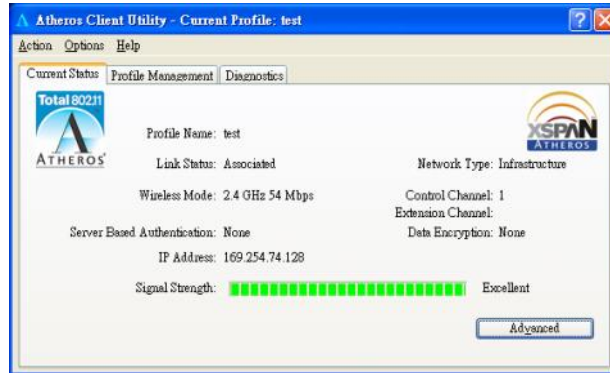 Atheros Client Utility - Current Profile: test
Action Options Help
Current Status Profile Management Diagnostics
Total 802.11
ATHEROS
XSPAN
ATHEROS
Profile Name: test
Link Status: Associated
Network Type: Infrastructure
Wireless Mode: 2.4 GHz 54 Mbps
Control Channel: 1
Extension Channel:
Server Based Authentication: None
Data Encryption: None
IP Address: 169.254.74.128
Signal Strength:
Excellent
Advanced